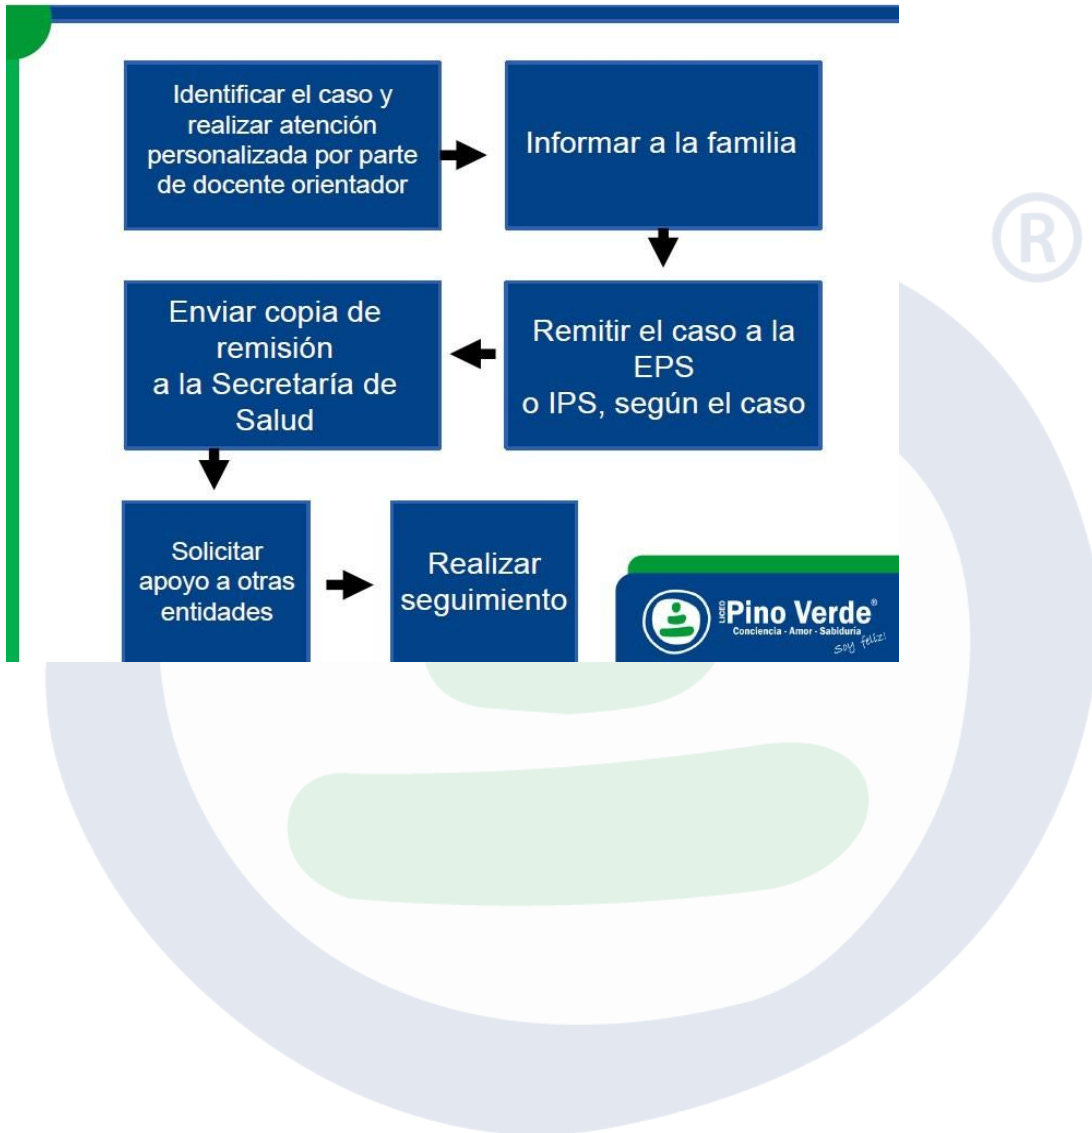 Identificar el caso y
realizar atención
personalizada por parte
de docente orientador
Informar a la familia
Remitir el caso a la
EPS
o IPS, según el caso
Enviar copia de
remisión
a la Secretaría de
Salud
Solicitar
apoyo a otras
entidades
Realizar
seguimiento
LICEO
Pino Verde®
Conciencia - Amor - Sabiduría
soy feliz!
®